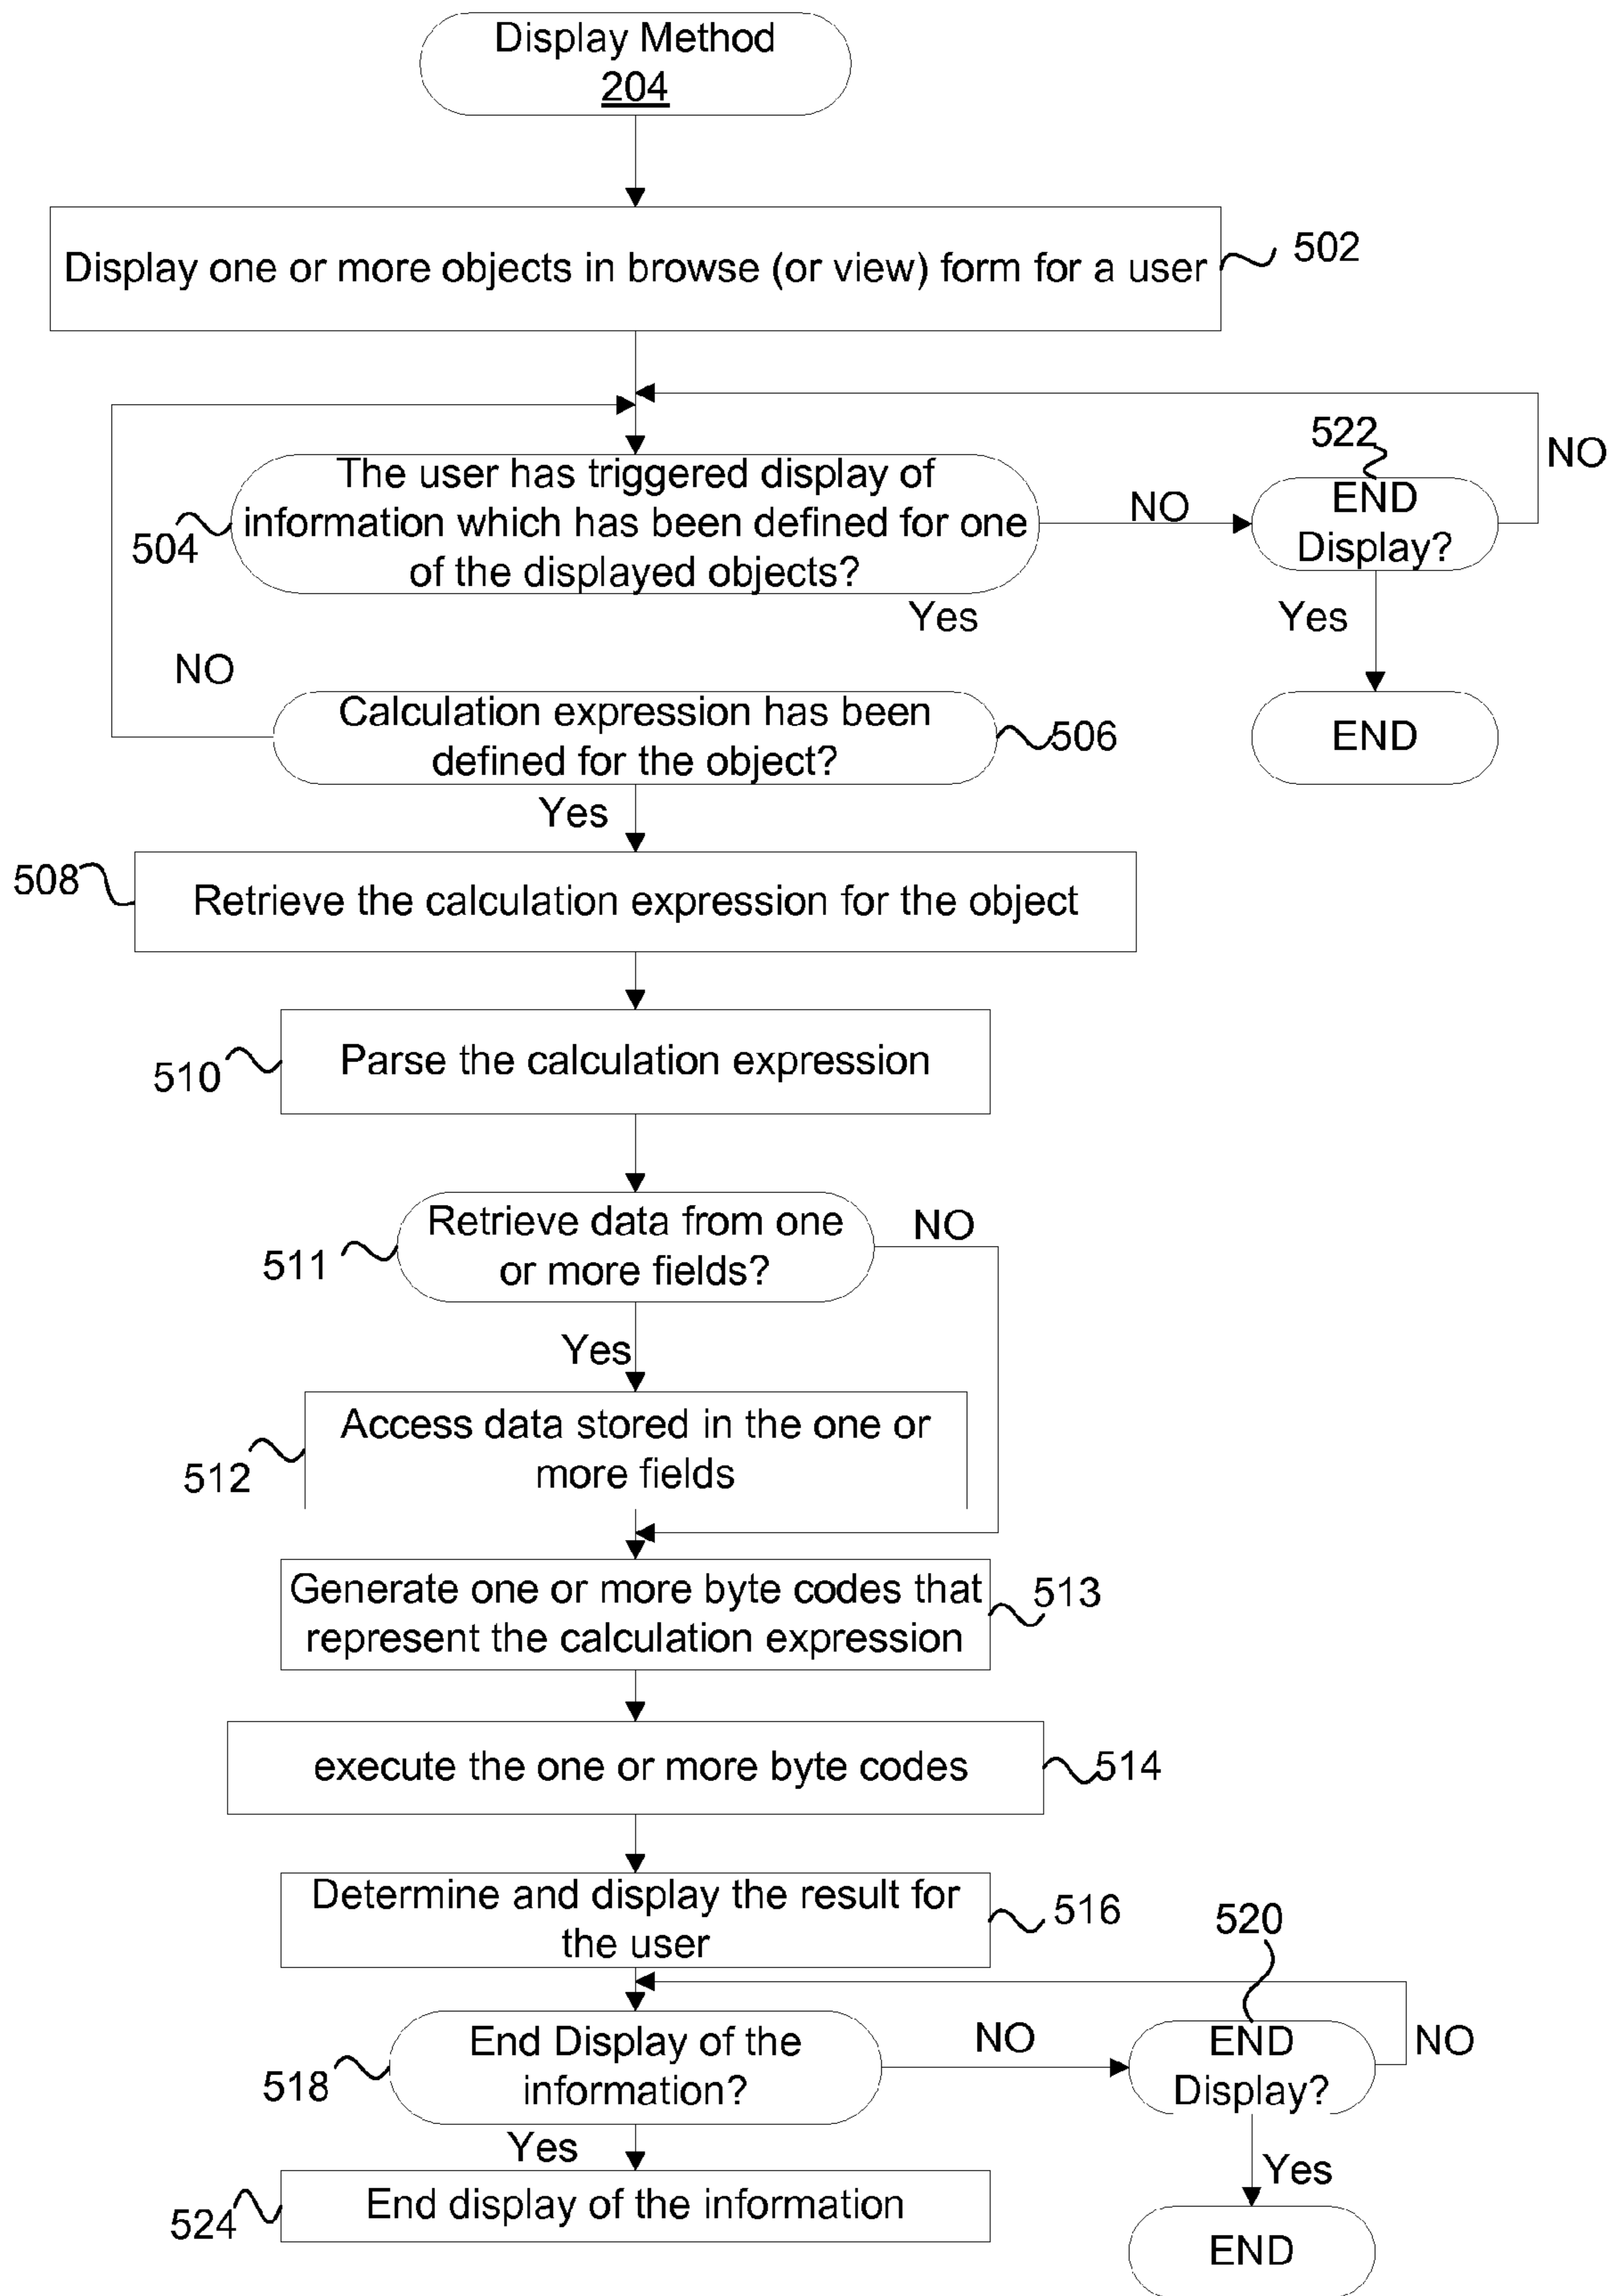 Display Method
204
Display one or more objects in browse (or view) form for a user
502
The user has triggered display of
information which has been defined for one
of the displayed objects?
504
NO
522
END
Display?
NO
Yes
Yes
END
NO
Calculation expression has been
defined for the object?
506
Yes
508
Retrieve the calculation expression for the object
510
Parse the calculation expression
511
Retrieve data from one
or more fields?
NO
Yes
512
Access data stored in the one or
more fields
Generate one or more byte codes that
represent the calculation expression
513
execute the one or more byte codes
514
Determine and display the result for
the user
516
520
518
End Display of the
information?
NO
END
Display?
NO
Yes
Yes
524
End display of the information
END